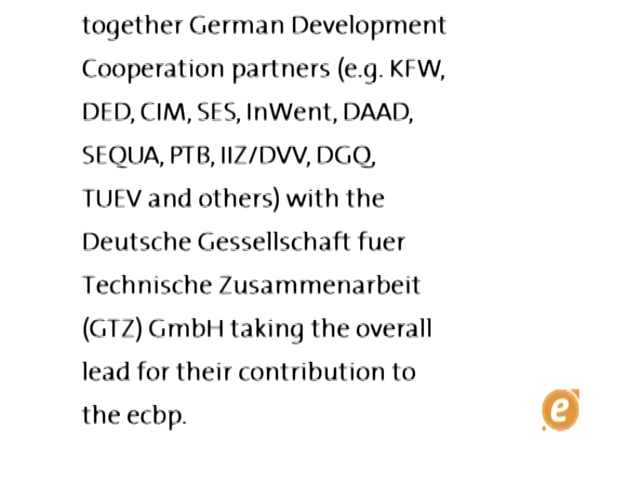 together German Development
Cooperation partners (e.g. KFW,
DED, CIM, SES, InWent, DAAD,
SEQUA, PTB, IIZ/DVV, DGQ,
TUEV and others) with the
Deutsche Gessellschaft fuer
Technische Zusammenarbeit
(GTZ) GmbH taking the overall
lead for their contribution to
the ecbp.
e